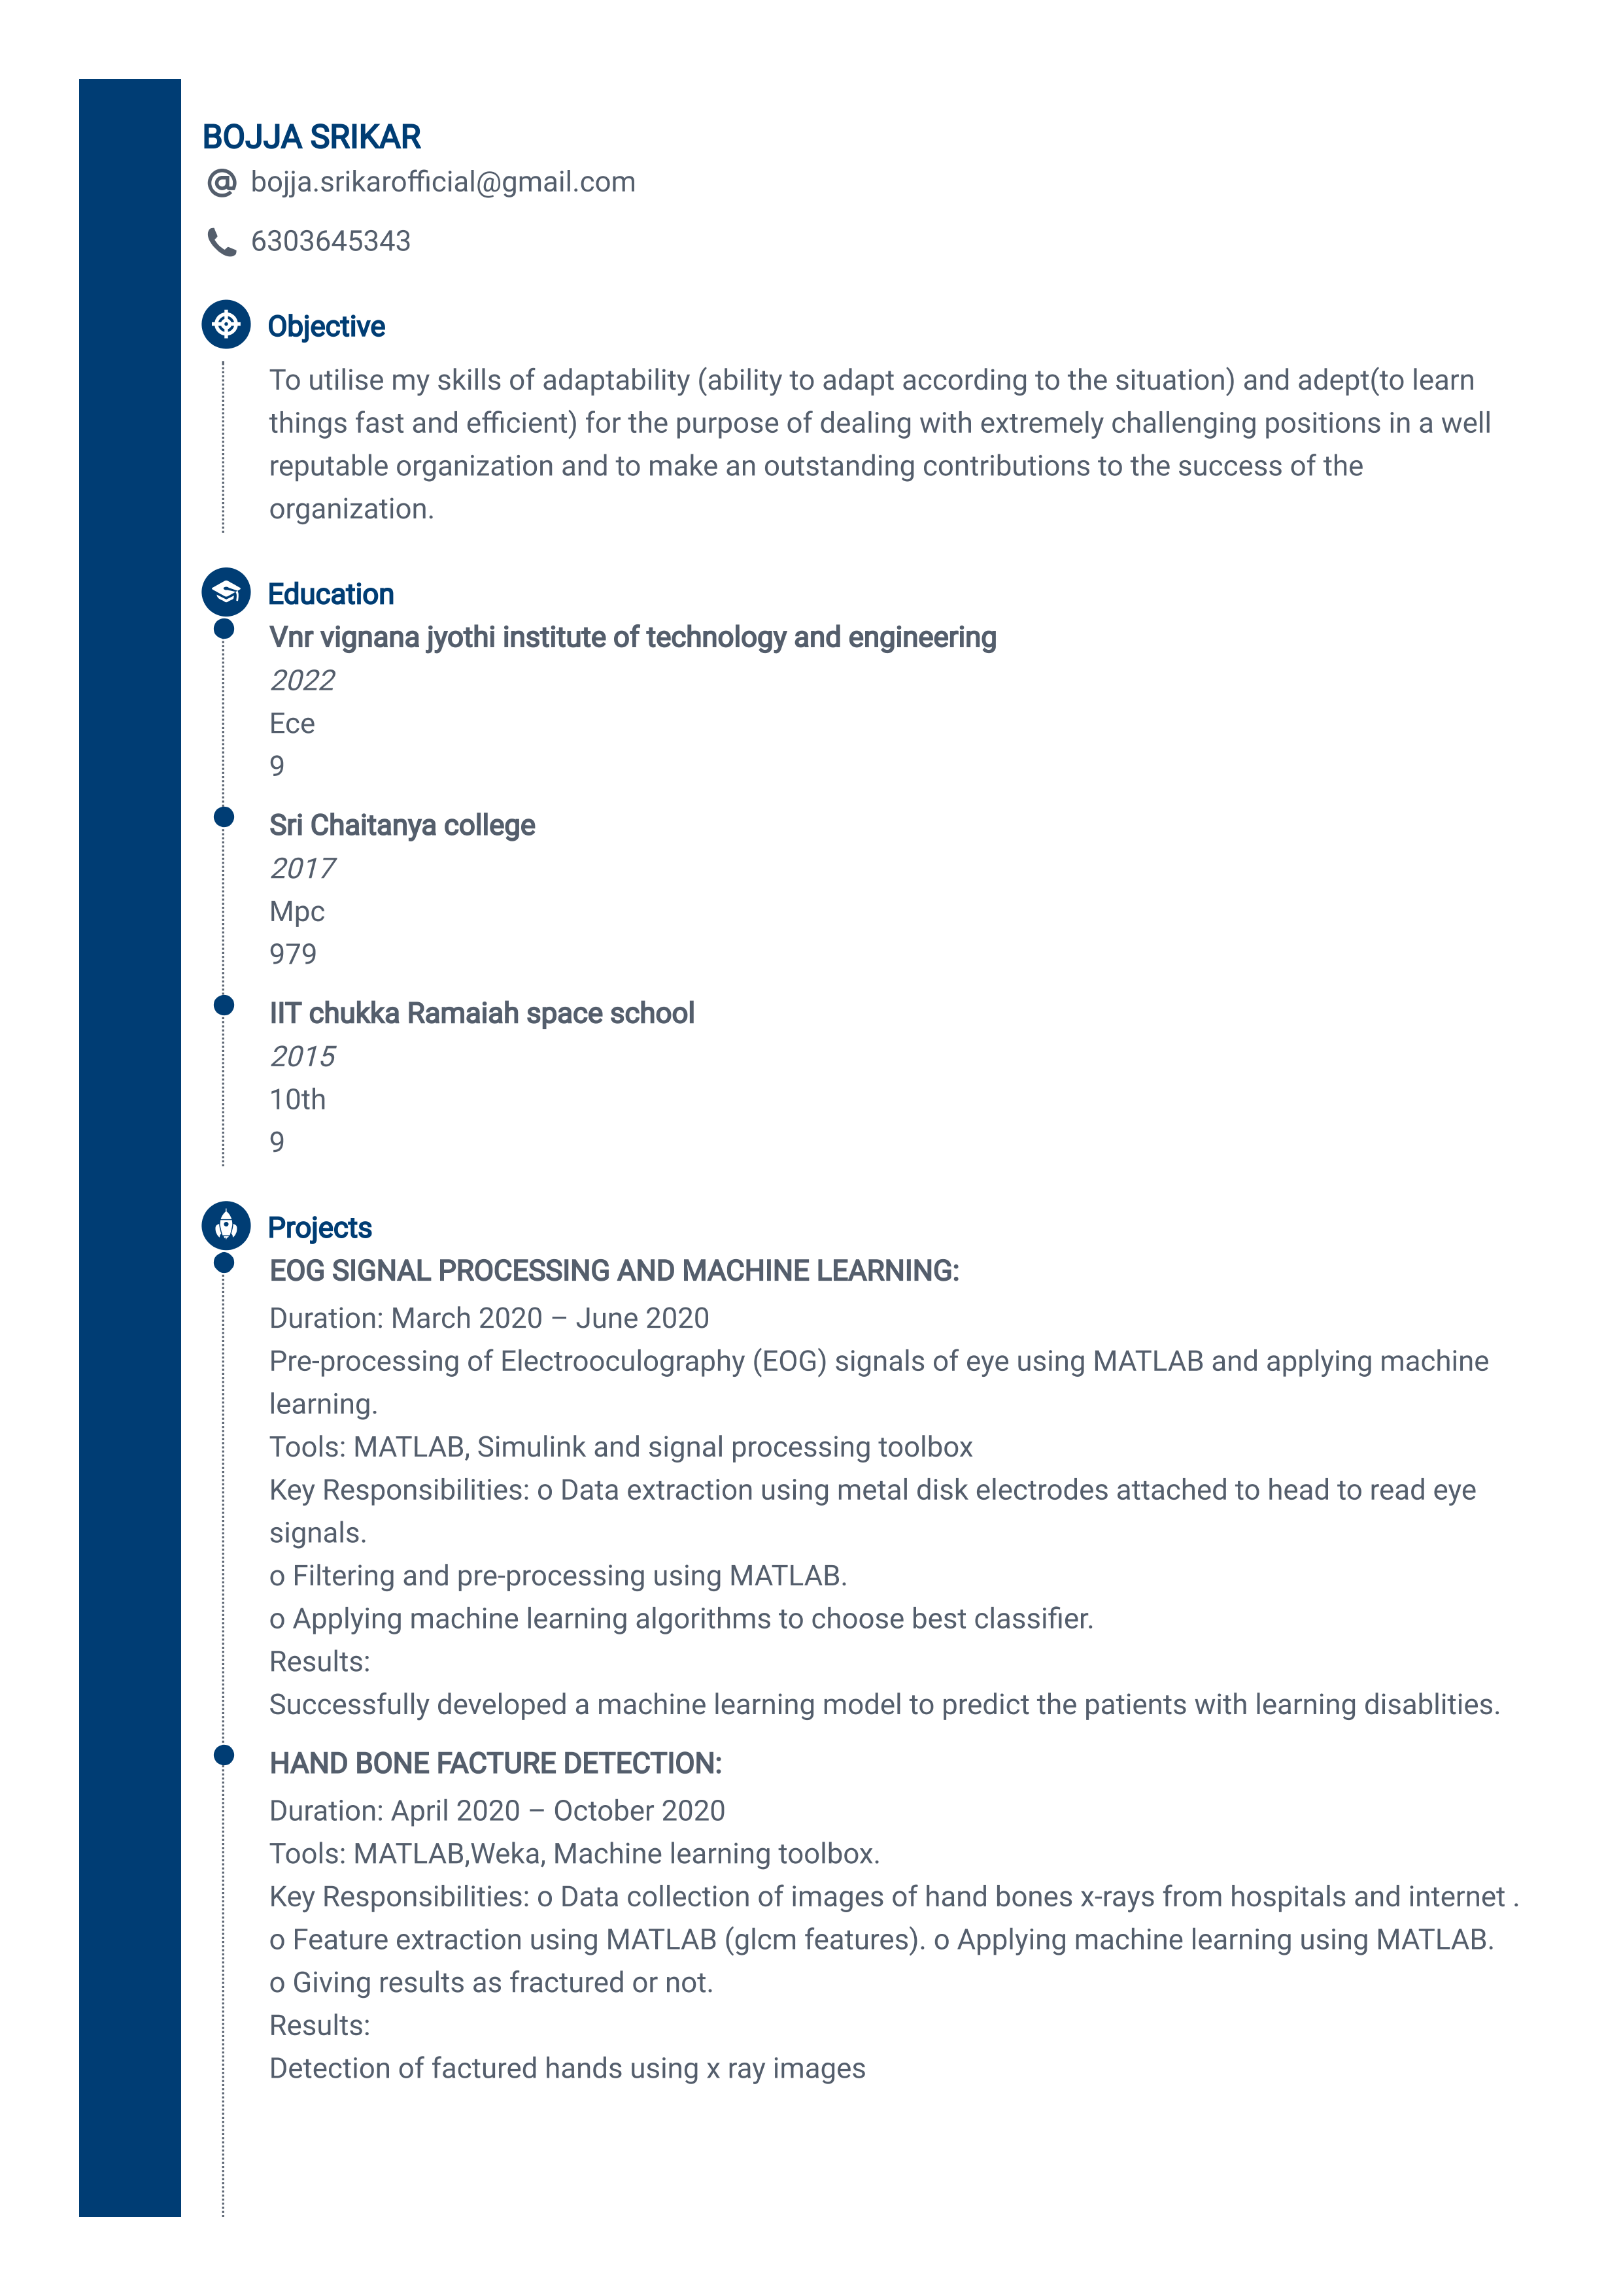 BOJJA SRIKAR
bojja.srikarofficial@gmail.com
6303645343
Objective
To utilise my skills of adaptability (ability to adapt according to the situation) and adept(to learn
things fast and efficient) for the purpose of dealing with extremely challenging positions in a well
reputable organization and to make an outstanding contributions to the success of the
organization.
Education
Vnr vignana jyothi institute of technology and engineering
2022
Ece
9
Sri Chaitanya college
2017
Mpc
979
IIT chukka Ramaiah space school
2015
10th
9
Projects
EOG SIGNAL PROCESSING AND MACHINE LEARNING:
Duration: March 2020 – June 2020
Pre-processing of Electrooculography (EOG) signals of eye using MATLAB and applying machine
learning.
Tools: MATLAB, Simulink and signal processing toolbox
Key Responsibilities: o Data extraction using metal disk electrodes attached to head to read eye
signals.
o Filtering and pre-processing using MATLAB.
o Applying machine learning algorithms to choose best classifier.
Results:
Successfully developed a machine learning model to predict the patients with learning disablities.
HAND BONE FACTURE DETECTION:
Duration: April 2020 – October 2020
Tools: MATLAB,Weka, Machine learning toolbox.
Key Responsibilities: o Data collection of images of hand bones x-rays from hospitals and internet .
o Feature extraction using MATLAB (glcm features). o Applying machine learning using MATLAB.
o Giving results as fractured or not.
Results:
Detection of factured hands using x ray images